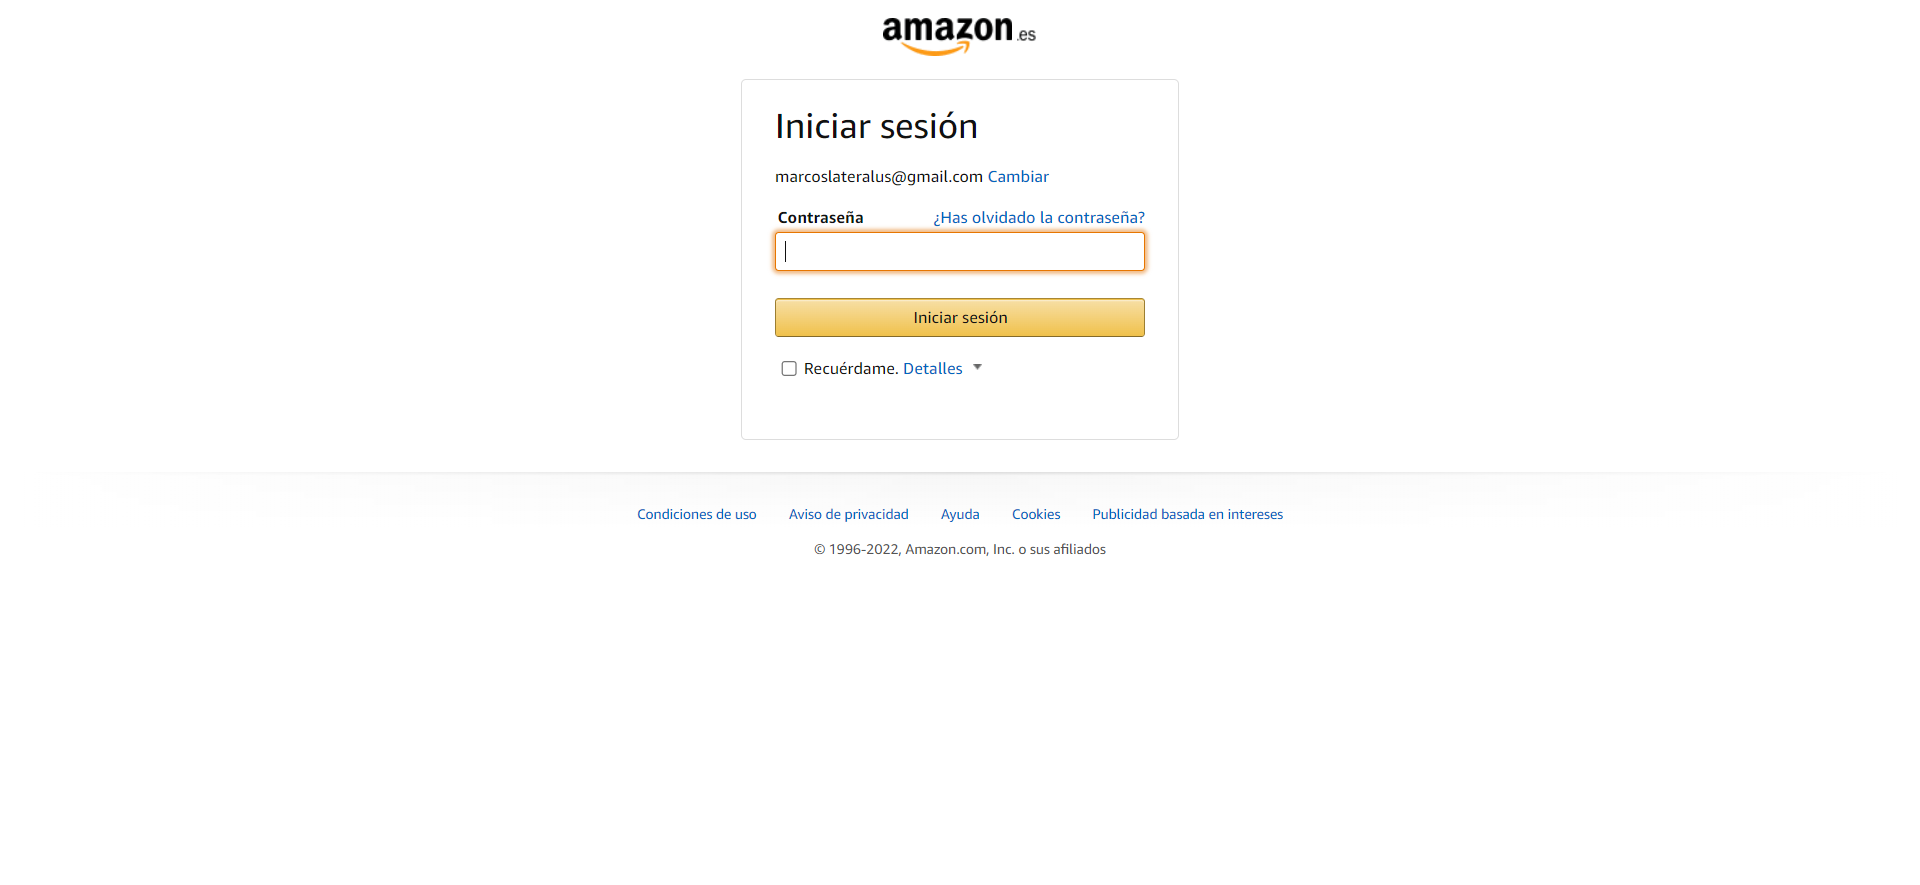 amazon.es
Iniciar sesión
marcoslateralus@gmail.com Cambiar
Contraseña ¿Has olvidado la contraseña?
Iniciar sesión
Recuérdame. Detalles
Condiciones de uso Aviso de privacidad Ayuda Cookies Publicidad basada en intereses
© 1996-2022, Amazon.com, Inc. o sus afiliados